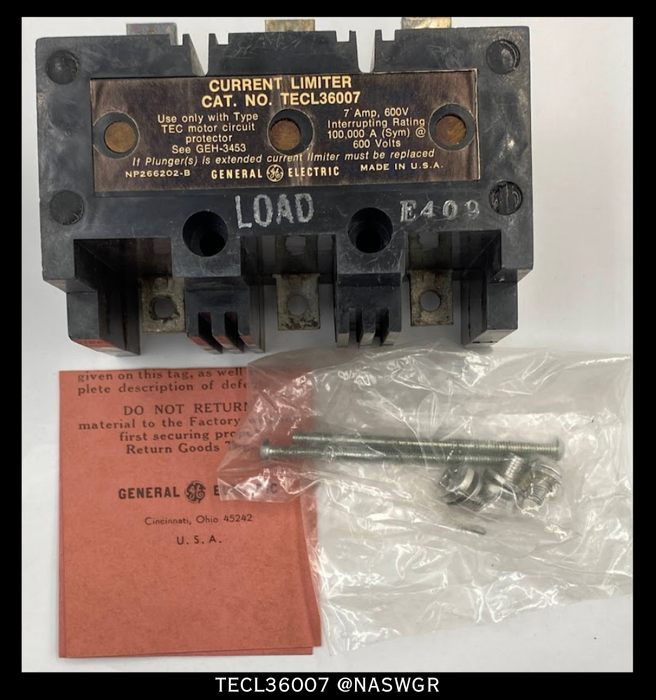 CURRENT LIMITER
CAT. NO. TECL36007
Use only with Type
TEC motor circuit
protector
See GEH-3453
7 Amp, 600V
Interrupting Rating
100,000 A (Sym) @
600 Volts
If Plunger(s) is extended current limiter must be replaced
NP266202-B GENERAL GE ELECTRIC MADE IN U.S.A.
LOAD
E409
given on this tag, as well
plete description of
DO NOT RETURN
material to the Factory
first securing
Return Goods
GENERAL GE ELECTRIC
Cincinnati, Ohio 45242
U.S.A.
TECL36007 @NASWGR